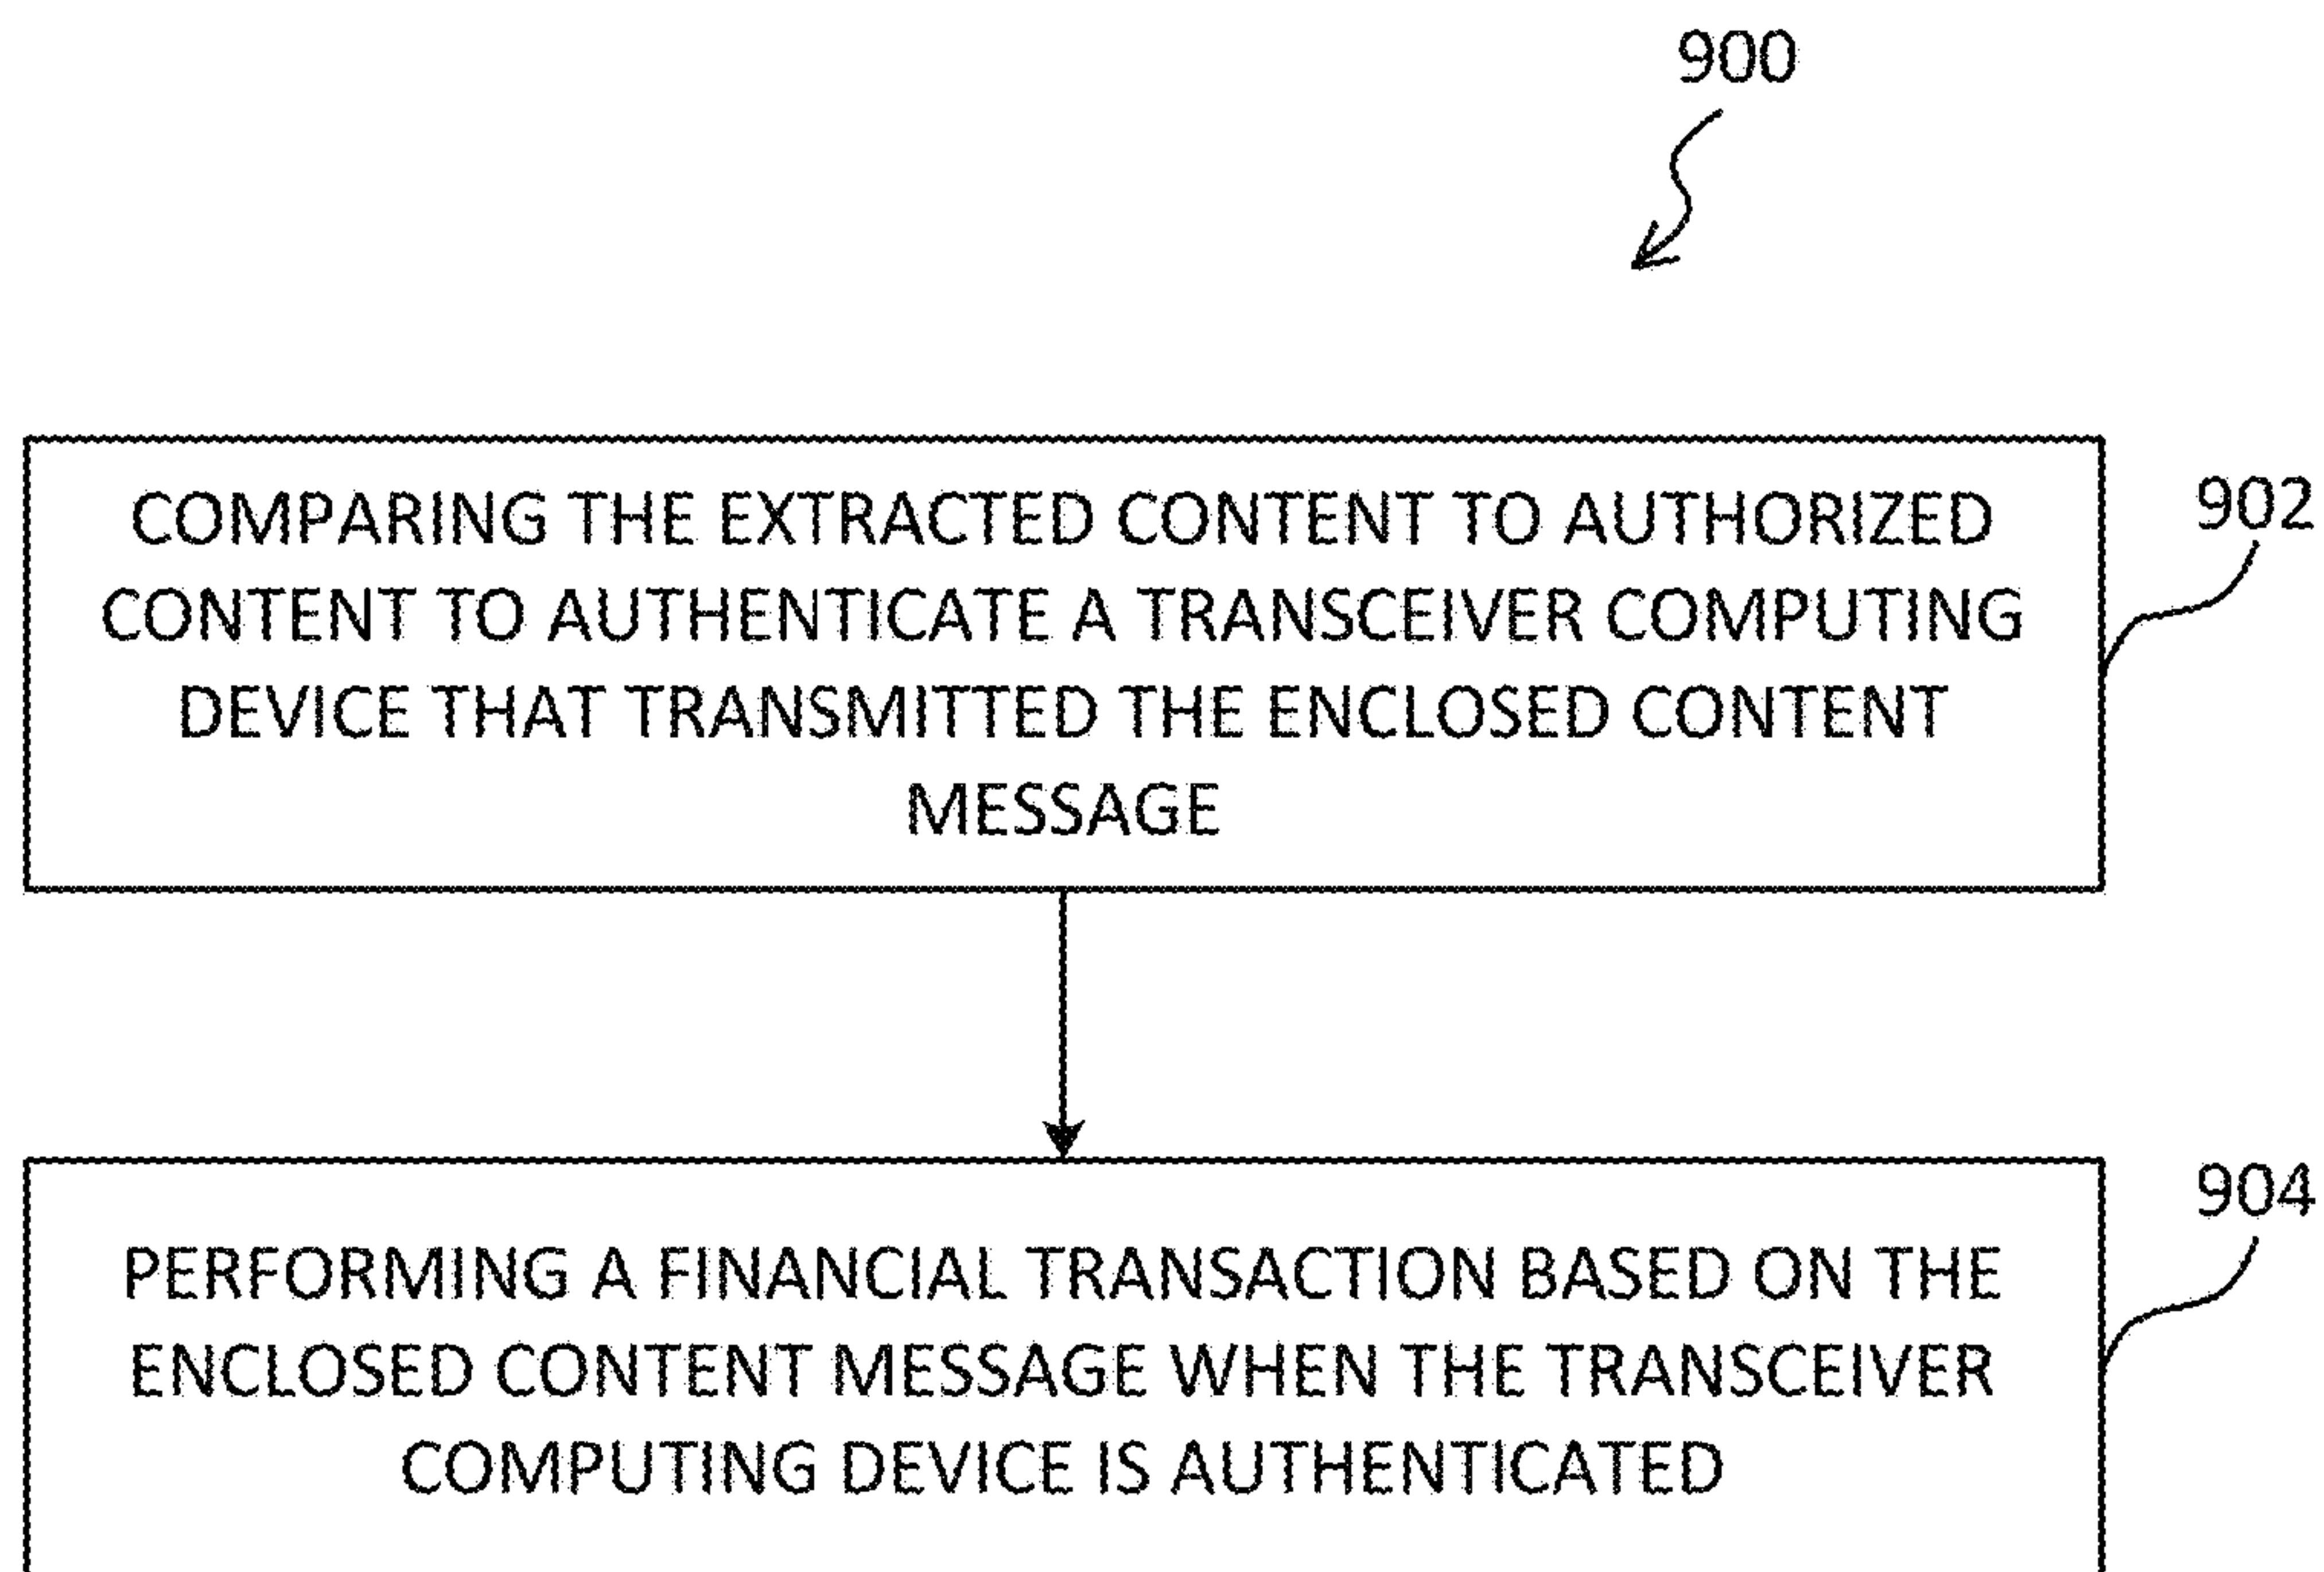 900
COMPARING THE EXTRACTED CONTENT TO AUTHORIZED
CONTENT TO AUTHENTICATE A TRANSCEIVER COMPUTING
DEVICE THAT TRANSMITTED THE ENCLOSED CONTENT
MESSAGE
902
PERFORMING A FINANCIAL TRANSACTION BASED ON THE
ENCLOSED CONTENT MESSAGE WHEN THE TRANSCEIVER
COMPUTING DEVICE IS AUTHENTICATED
904